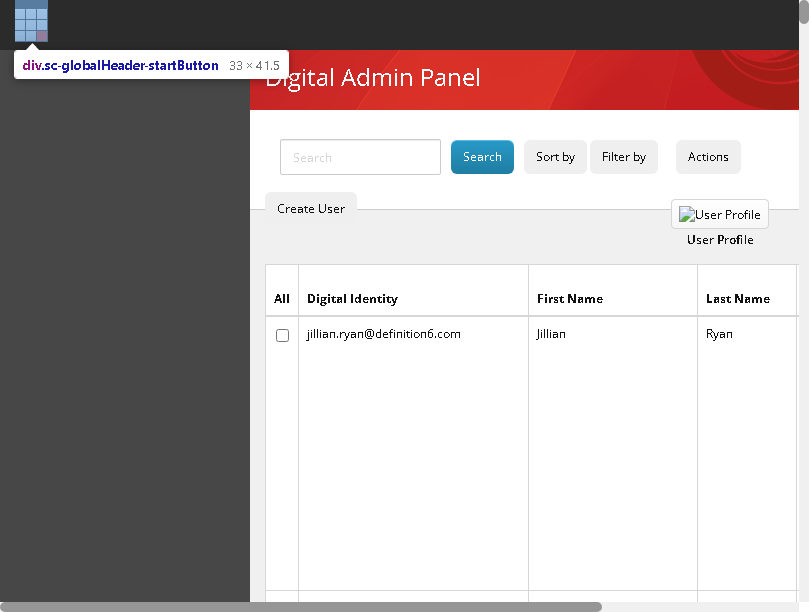 div.sc-globalHeader-startButton 33 × 41.5
Digital Admin Panel
Search Search Sort by Filter by Actions
Create User
User Profile
User Profile
All Digital Identity First Name Last Name
jillian.ryan@definition6.com Jillian Ryan